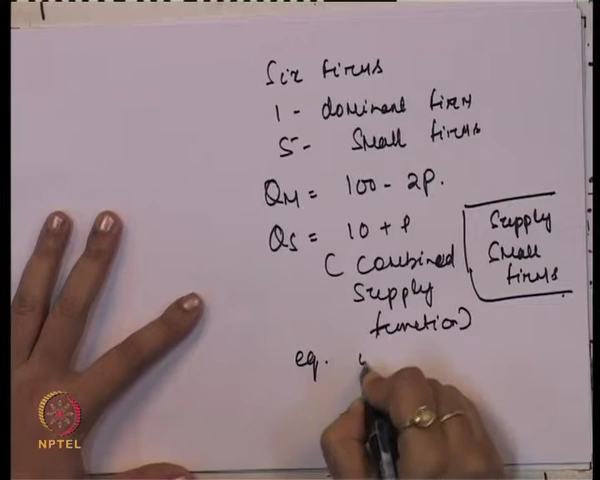 Six firms
1 - dominant firm
5 - Small firms
QM = 100 - 2P.
QS = 10 + P
( combined
supply
function)
Supply
Small
firms
eq.
NPTEL